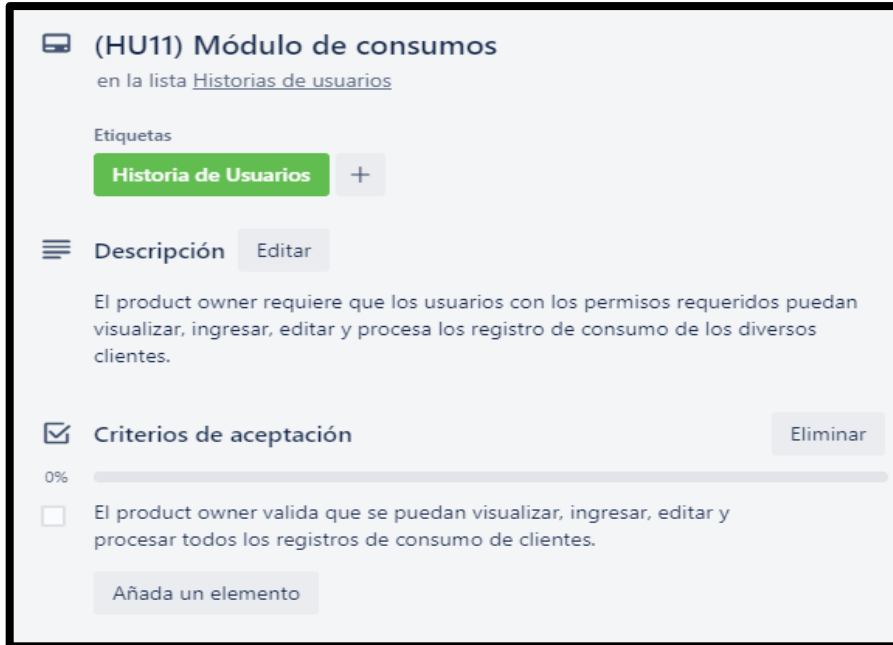 (HU11) Módulo de consumos
en la lista Historias de usuarios
Etiquetas
Historia de Usuarios +
Descripción Editar
El product owner requiere que los usuarios con los permisos requeridos puedan
visualizar, ingresar, editar y procesa los registro de consumo de los diversos
clientes.
Criterios de aceptación Eliminar
0%
El product owner valida que se puedan visualizar, ingresar, editar y
procesar todos los registros de consumo de clientes.
Añada un elemento